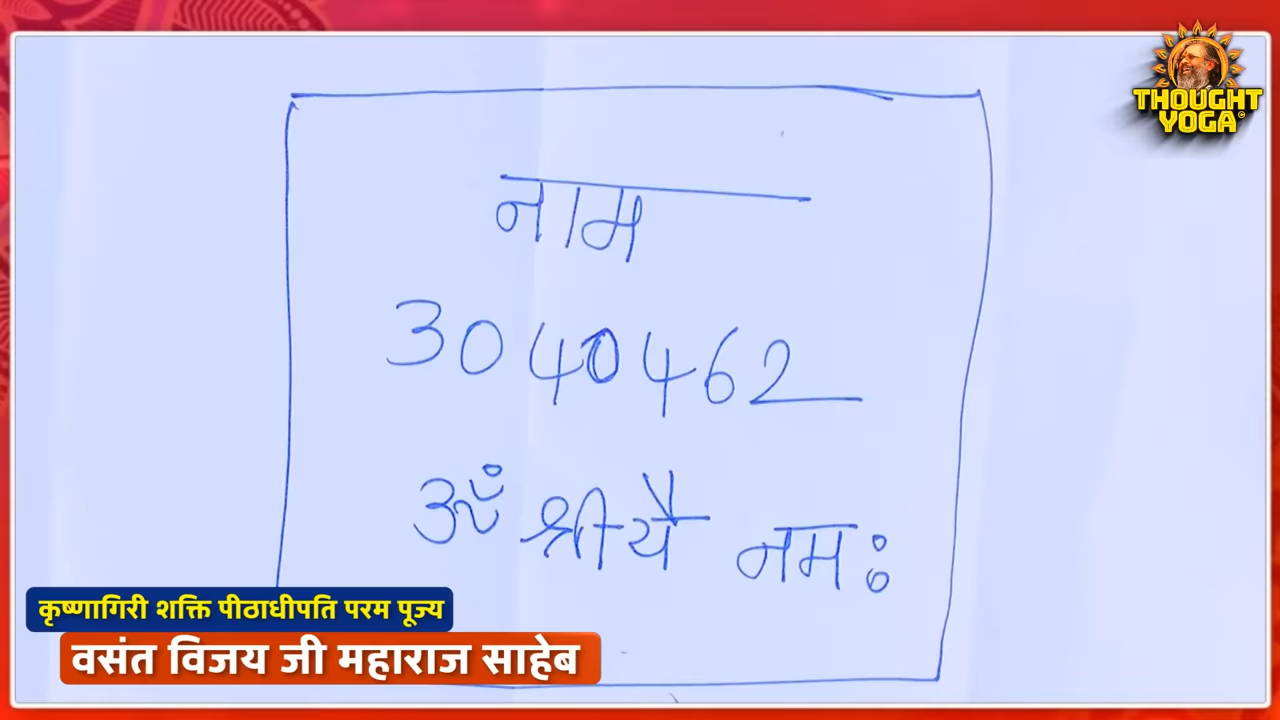 THOUGHT
YOGA©
नाम
3040462
ॐ श्रीयै नमः
कृष्णागिरी शक्ति पीठाधीपति परम पूज्य
वसंत विजय जी महाराज साहेब